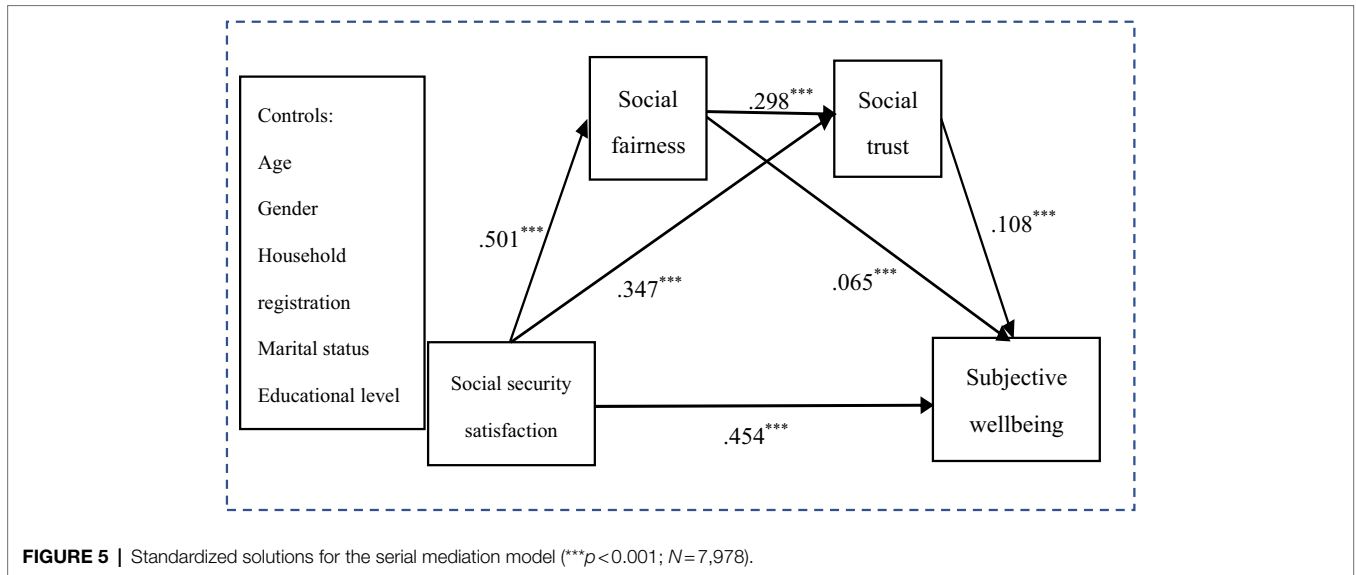 Controls:
Age
Gender
Household
registration
Marital status
Educational level
Social
fairness
.298***
Social
trust
.501***
.347***
.065***
.108***
Social security
satisfaction
.454***
Subjective
wellbeing
FIGURE 5 | Standardized solutions for the serial mediation model (***p<0.001; N=7,978).